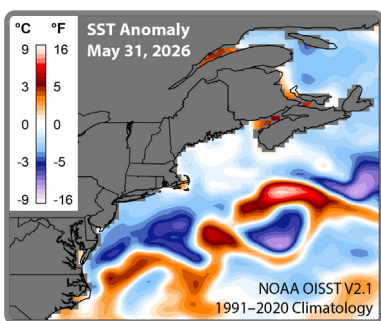 °C °F
SST Anomaly
May 31, 2026
9 16
3 5
0 0
-3 -5
-9 -16
NOAA OISST V2.1
1991–2020 Climatology